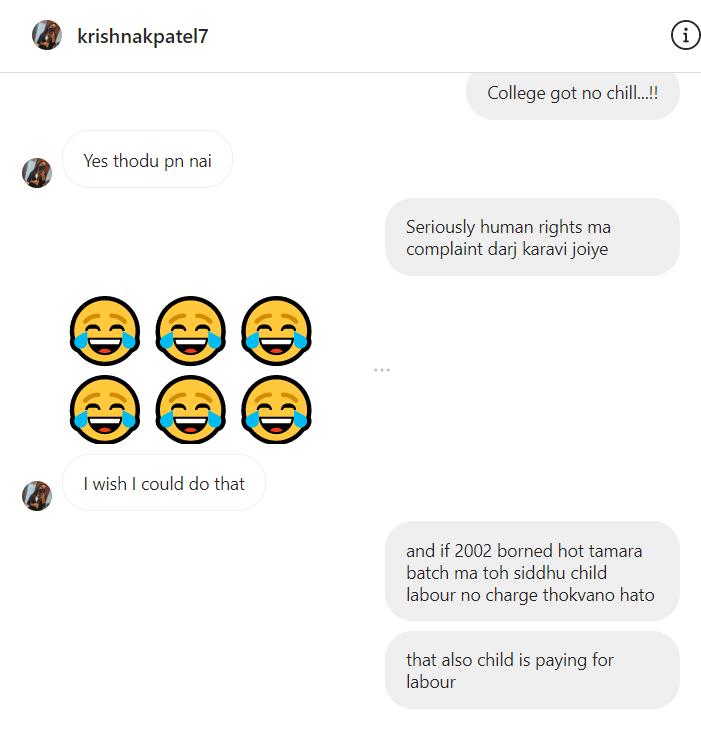 krishnakpatel7
College got no chill...!!
Yes thodu pn nai
Seriously human rights ma
complaint darj karavi joiye
😂😂😂
😂😂😂
I wish I could do that
and if 2002 borned hot tamara
batch ma toh siddhu child
labour no charge thokvano hato
that also child is paying for
labour